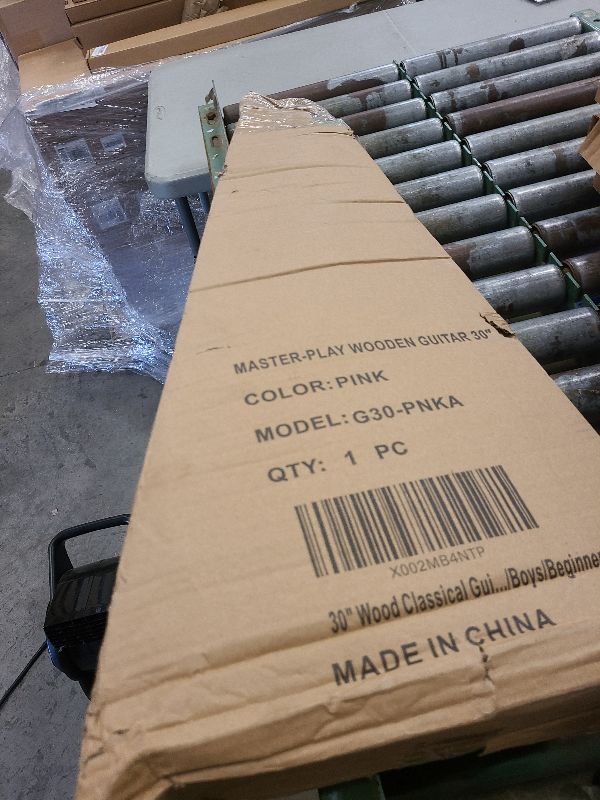 MASTER-PLAY WOODEN GUITAR 30"
COLOR:PINK
MODEL:G30-PNKA
QTY: 1 PC
X002MB4NTP
30" Wood Classical Gui.../Boys/Beginne
MADE IN CHINA